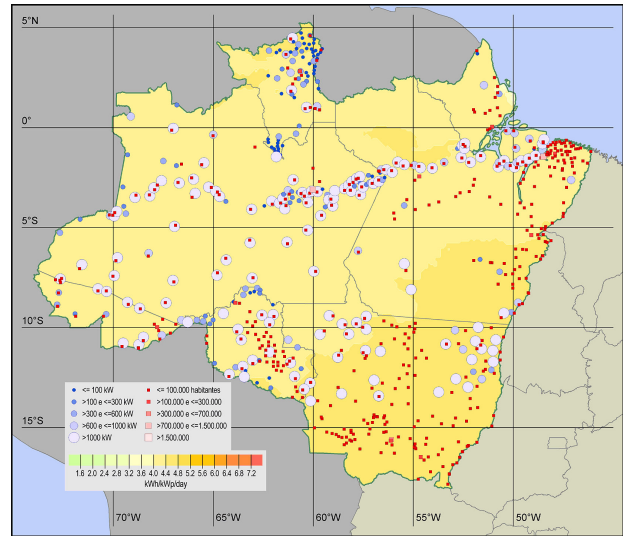 5°N
0°
5°S
10°S
15°S
<= 100 kW
<= 100.000 habitantes
>100 e <=300 kW
>100.000 e <=300.000
>300 e <=600 kW
>300.000 e <=700.000
>600 e <=1000 kW
>700.000 e <=1.500.000
>1000 kW
>1.500.000
1.6 2.0 2.4 2.8 3.2 3.6 4.0 4.4 4.8 5.2 5.6 6.0 6.4 6.8 7.2
kWh/kWp/day
70°W 65°W 60°W 55°W 50°W